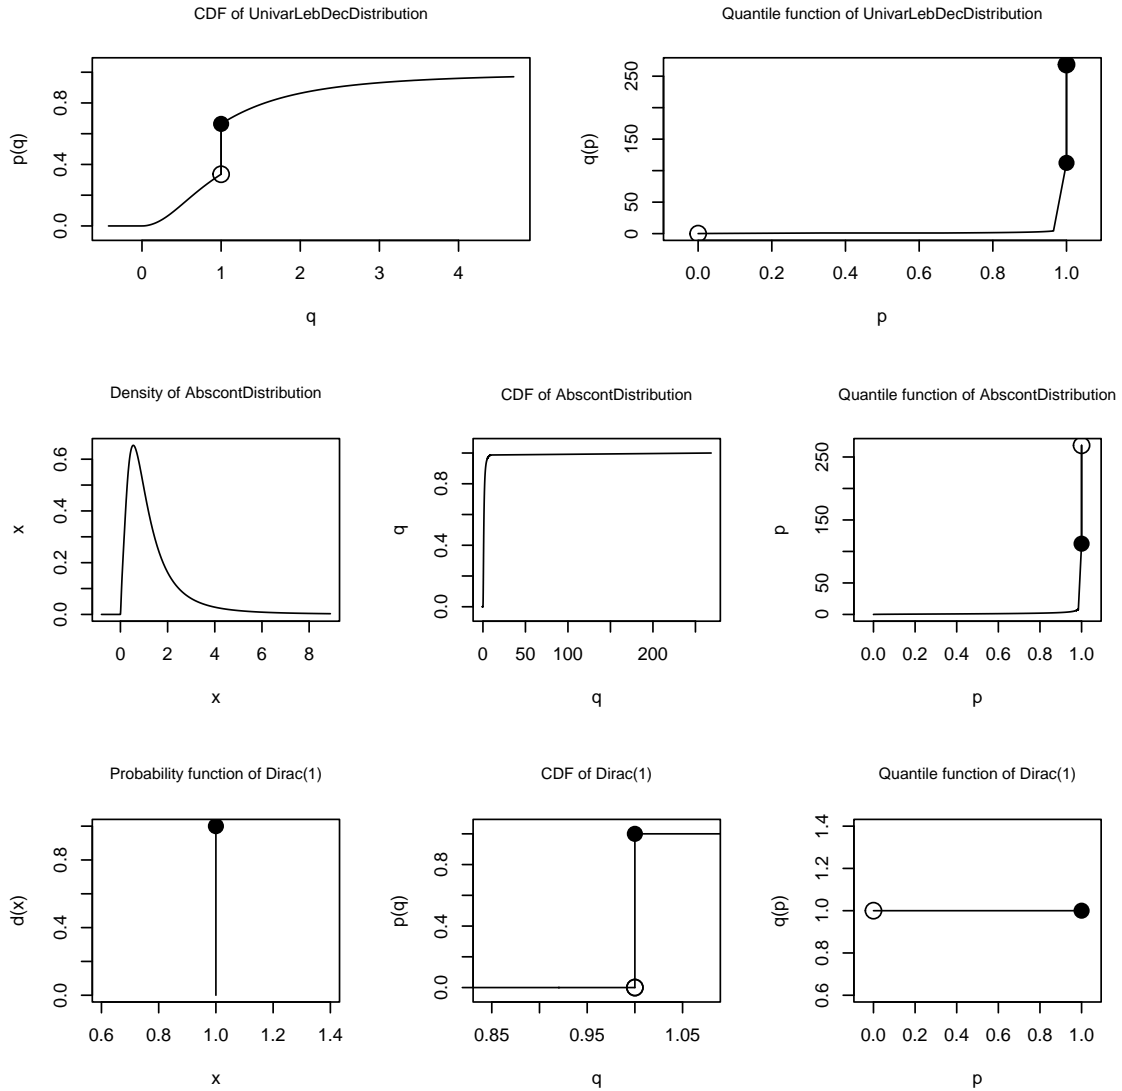 CDF of UnivarLebDecDistribution
p(q)
0.0 0.4 0.8
0 1 2 3 4
q
Quantile function of UnivarLebDecDistribution
q(p)
0 50 150 250
0.0 0.2 0.4 0.6 0.8 1.0
p
Density of AbscontDistribution
x
0.0 0.2 0.4 0.6
0 2 4 6 8
x
CDF of AbscontDistribution
q
0.0 0.4 0.8
0 50 100 200
q
Quantile function of AbscontDistribution
p
0 50 150 250
0.0 0.2 0.4 0.6 0.8 1.0
p
Probability function of Dirac(1)
d(x)
0.0 0.4 0.8
0.6 0.8 1.0 1.2 1.4
x
CDF of Dirac(1)
p(q)
0.0 0.4 0.8
0.85 0.95 1.05
q
Quantile function of Dirac(1)
q(p)
0.6 0.8 1.0 1.2 1.4
0.0 0.2 0.4 0.6 0.8 1.0
p